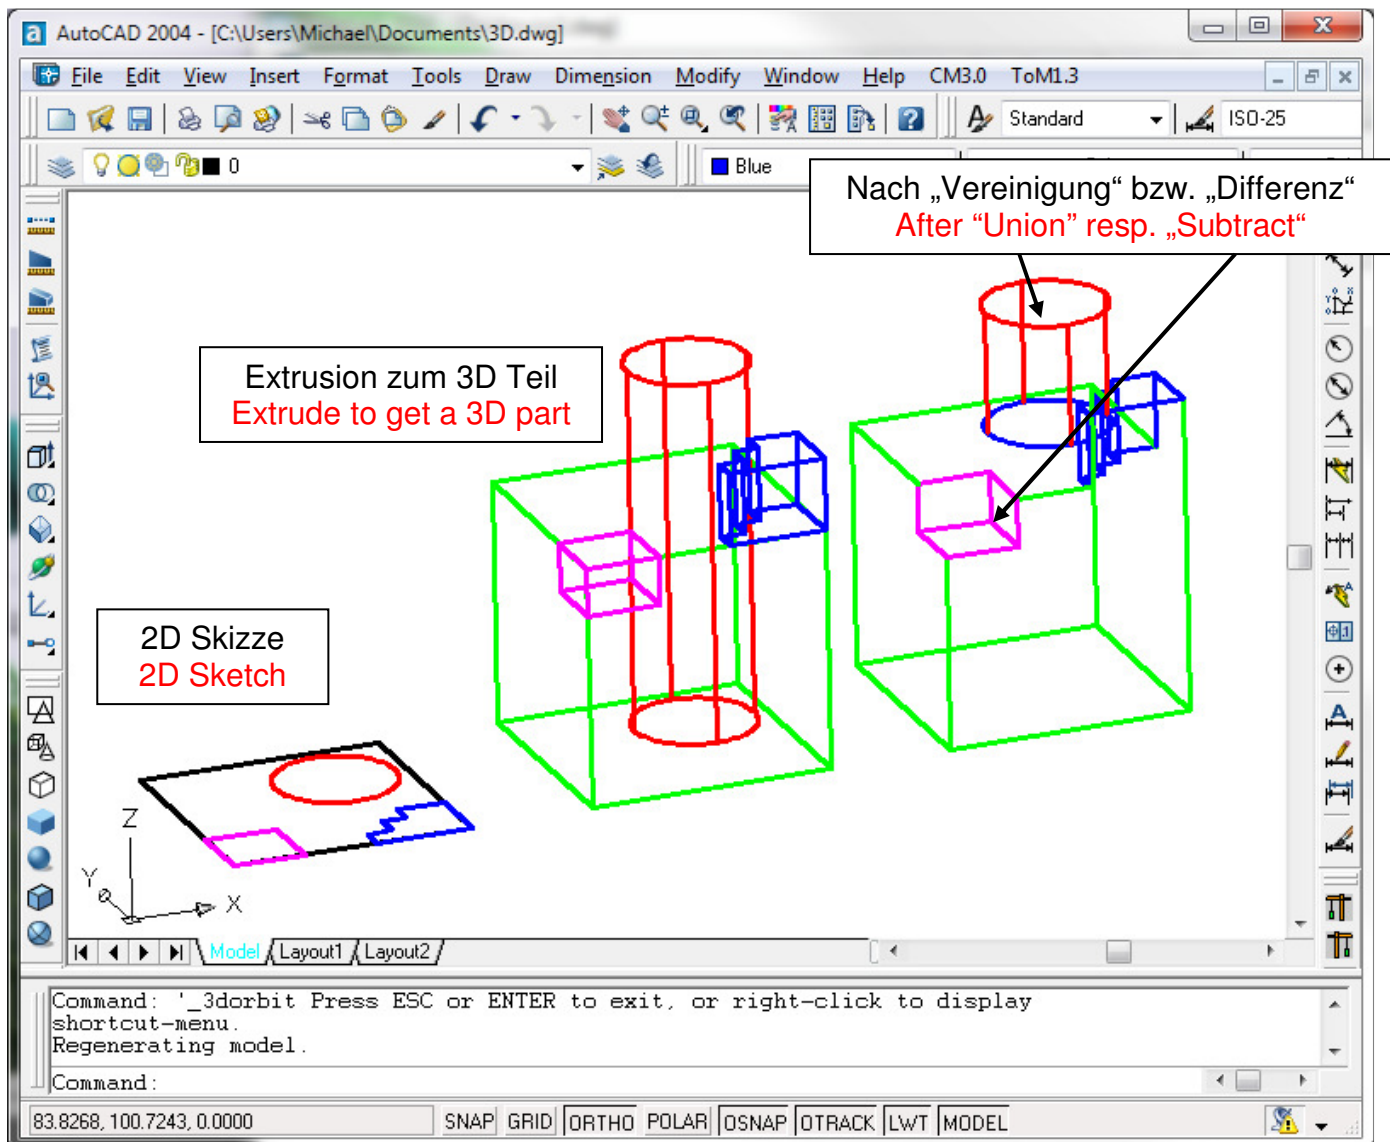 AutoCAD 2004 - [C:\Users\Michael\Documents\3D.dwg]
File Edit View Insert Format Tools Draw Dimension Modify Window Help CM3.0 ToM1.3
Standard ISO-25
0 Blue
Nach „Vereinigung“ bzw. „Differenz“
After “Union” resp. „Subtract“
Extrusion zum 3D Teil
Extrude to get a 3D part
2D Skizze
2D Sketch
Z
Y
X
Model Layout1 Layout2
Command: '_3dorbit Press ESC or ENTER to exit, or right-click to display
shortcut-menu.
Regenerating model.
Command:
83.8268, 100.7243, 0.0000 SNAP GRID ORTHO POLAR OSNAP OTRACK LWT MODEL